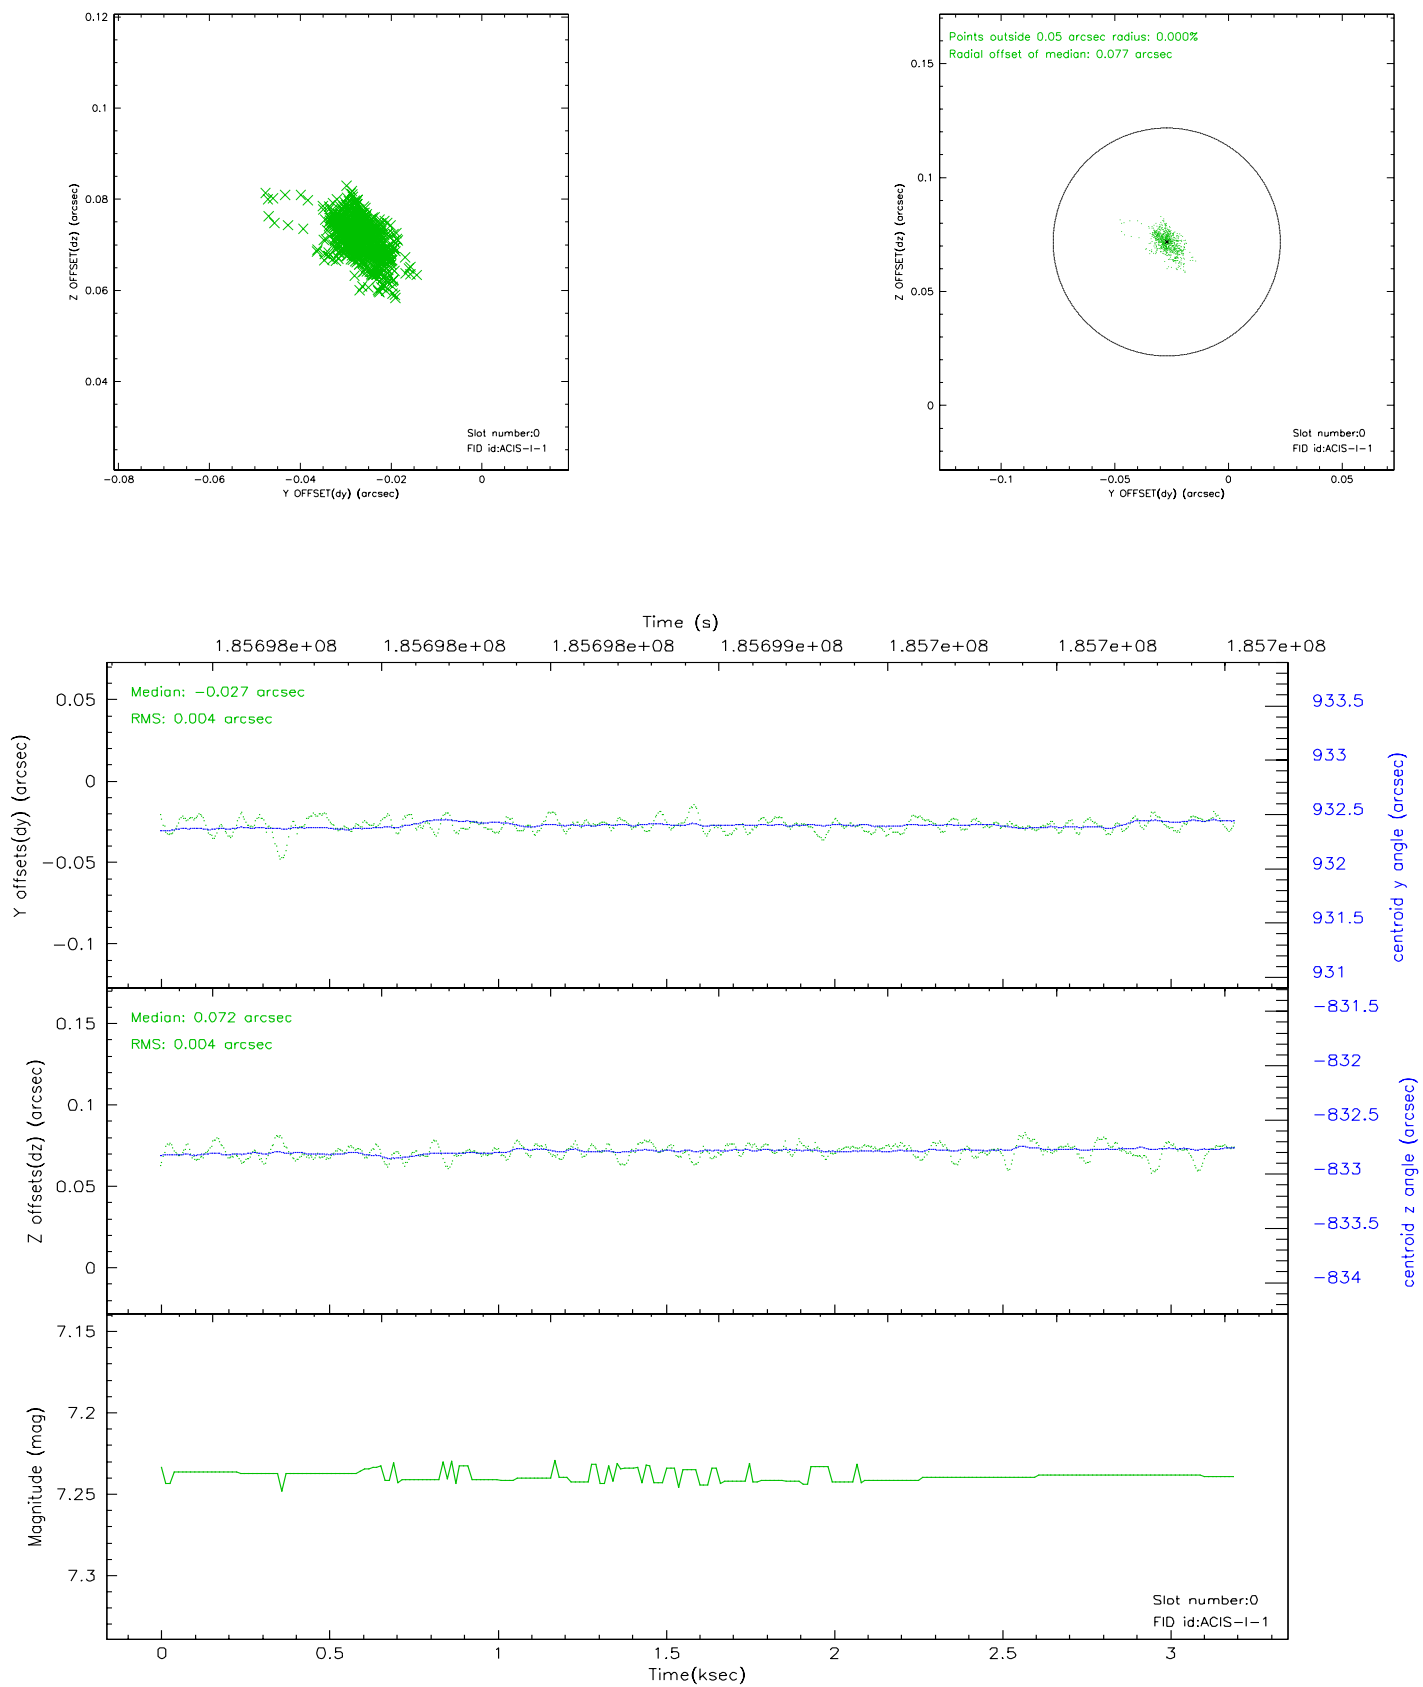 0.12
0.1
0.08
0.06
0.04
Z OFFSET(dz) (arcsec)
Slot number:0
FID id:ACIS-I-1
-0.08 -0.06 -0.04 -0.02 0
Y OFFSET(dy) (arcsec)
Points outside 0.05 arcsec radius: 0.000%
Radial offset of median: 0.077 arcsec
0.15
0.1
0.05
0
Z OFFSET(dz) (arcsec)
Slot number:0
FID id:ACIS-I-1
-0.1 -0.05 0 0.05
Y OFFSET(dy) (arcsec)
Time (s)
1.85698e+08 1.85698e+08 1.85698e+08 1.85699e+08 1.857e+08 1.857e+08 1.857e+08
Median: -0.027 arcsec
RMS: 0.004 arcsec
0.05
0
-0.05
-0.1
Y offsets(dy) (arcsec)
933.5
933
932.5
932
931.5
931
centroid y angle (arcsec)
Median: 0.072 arcsec
RMS: 0.004 arcsec
0.15
0.1
0.05
0
Z offsets(dz) (arcsec)
-831.5
-832
-832.5
-833
-833.5
-834
centroid z angle (arcsec)
7.15
7.2
7.25
7.3
Magnitude (mag)
Slot number:0
FID id:ACIS-I-1
0 0.5 1 1.5 2 2.5 3
Time(ksec)